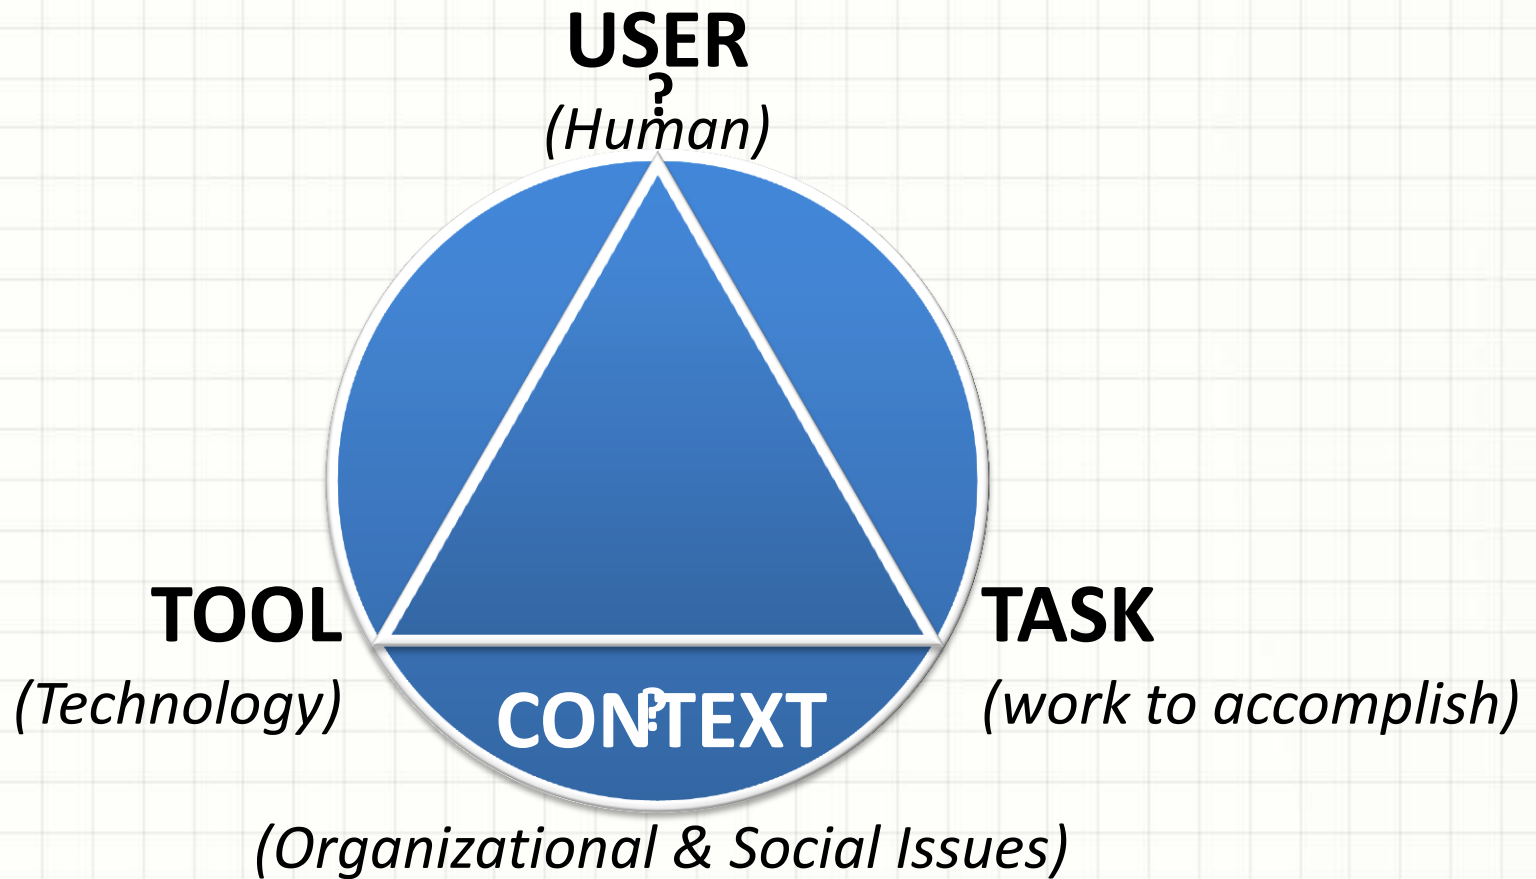 USER
?
(Human)
TOOL
TASK
(Technology)
(work to accomplish)
CONTEXT
?
(Organizational & Social Issues)